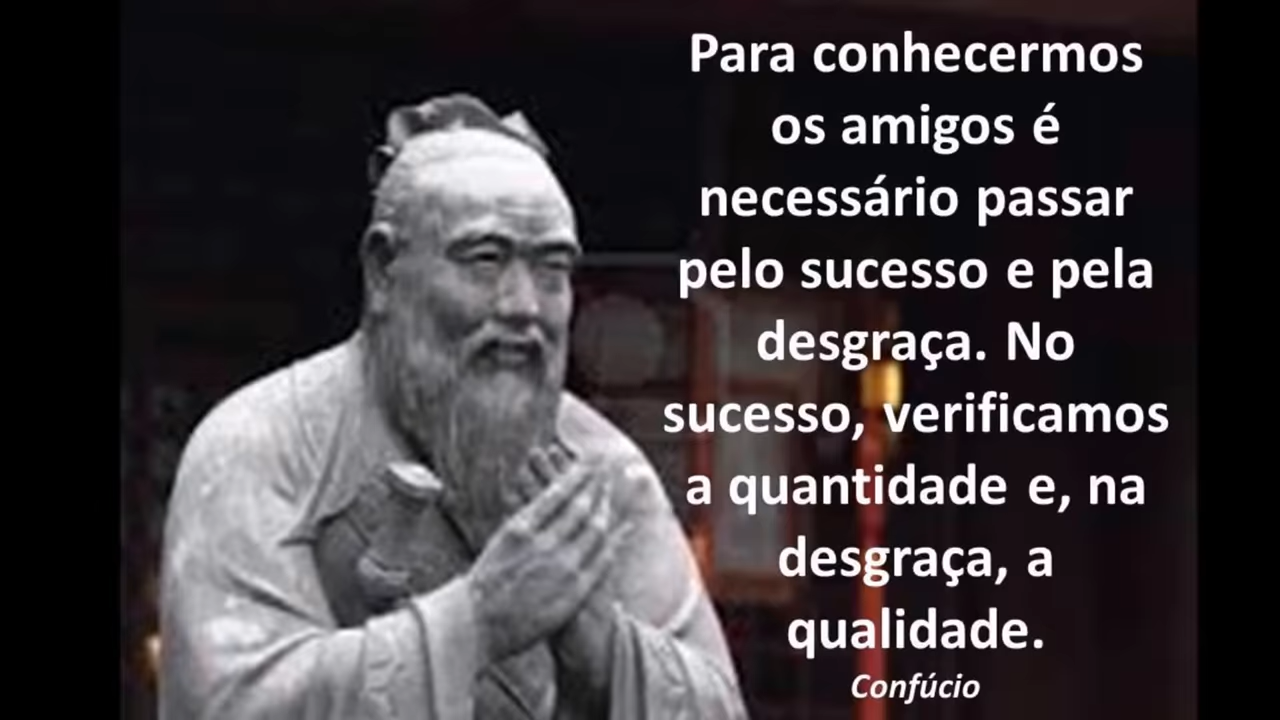 Para conhecermos
os amigos é
necessário passar
pelo sucesso e pela
desgraça. No
sucesso, verificamos
a quantidade e, na
desgraça, a
qualidade.
Confúcio